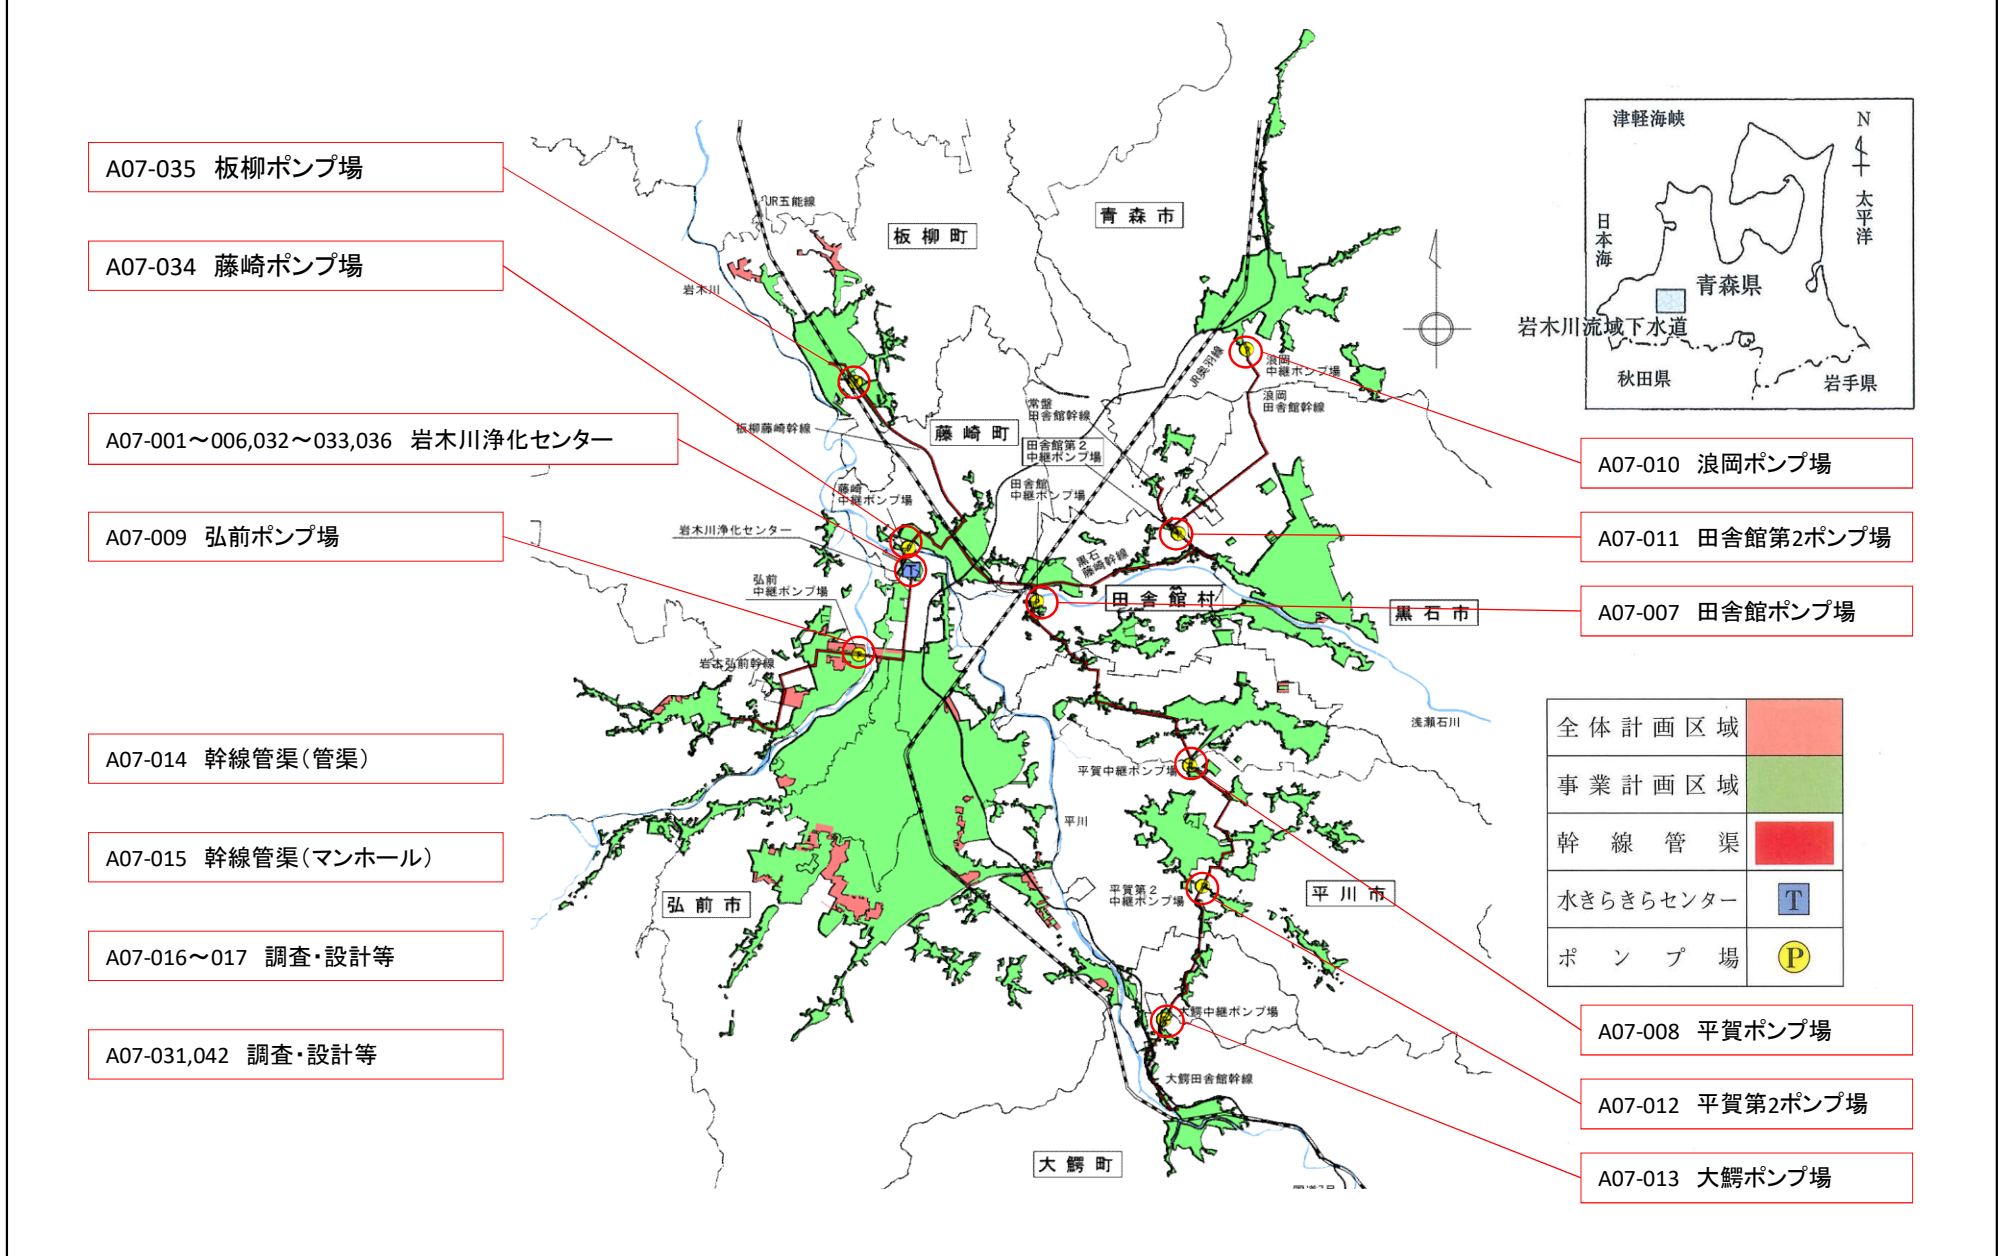 A07-035 板柳ポンプ場
A07-034 藤崎ポンプ場
A07-001～006,032～033,036 岩木川浄化センター
A07-009 弘前ポンプ場
A07-014 幹線管渠(管渠)
A07-015 幹線管渠(マンホール)
A07-016～017 調査・設計等
A07-031,042 調査・設計等
JR五能線
岩木川
板柳町
青森市
板柳藤崎幹線
藤崎町
JR奥羽線
浪岡
中継ポンプ場
浪岡
田舎館幹線
常盤
田舎館幹線
田舎館第2
中継ポンプ場
田舎館
中継ポンプ場
藤崎
中継ポンプ場
岩木川浄化センター
弘前
中継ポンプ場
黒石
藤崎幹線
田舎館村
黒石市
岩木弘前幹線
浅瀬石川
平賀中継ポンプ場
平川
平賀第2
中継ポンプ場
平川市
弘前市
大鰐中継ポンプ場
大鰐田舎館幹線
大鰐町
津軽海峡
N
太平洋
日本海
青森県
岩木川流域下水道
秋田県
岩手県
A07-010 浪岡ポンプ場
A07-011 田舎館第2ポンプ場
A07-007 田舎館ポンプ場
全体計画区域
事業計画区域
幹線管渠
水きらきらセンター
T
ポンプ場
P
A07-008 平賀ポンプ場
A07-012 平賀第2ポンプ場
A07-013 大鰐ポンプ場